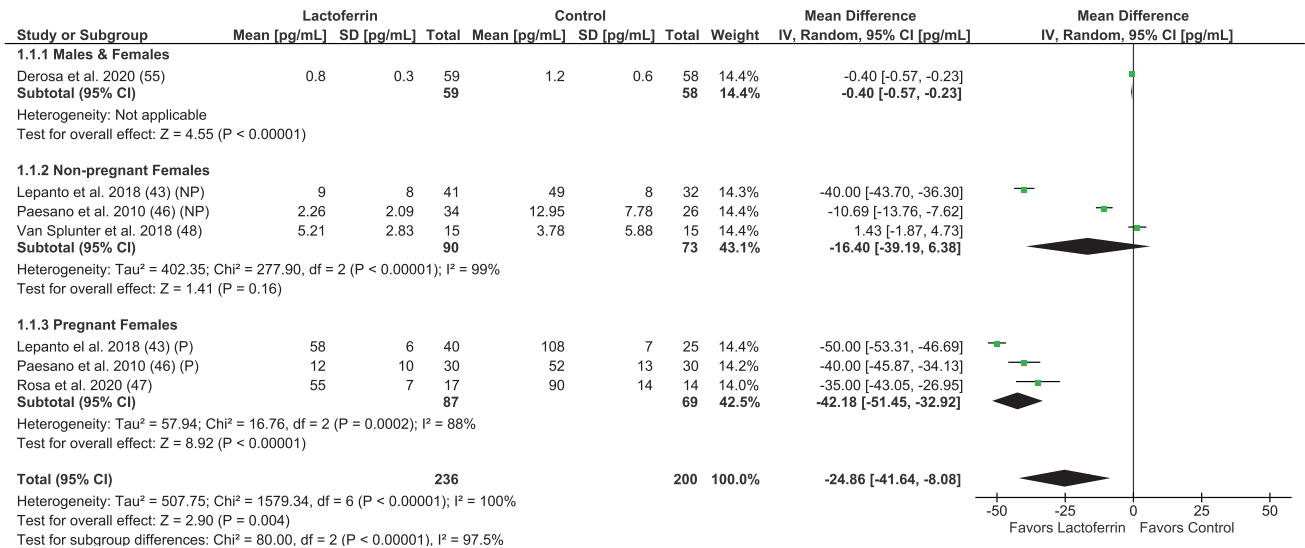 Lactoferrin Control Mean Difference Mean Difference
Study or Subgroup Mean [pg/mL] SD [pg/mL] Total Mean [pg/mL] SD [pg/mL] Total Weight IV, Random, 95% CI [pg/mL] IV, Random, 95% CI [pg/mL]
1.1.1 Males & Females
Derosa et al. 2020 (55) 0.8 0.3 59 1.2 0.6 58 14.4% -0.40 [-0.57, -0.23]
Subtotal (95% CI) 59 58 14.4% -0.40 [-0.57, -0.23]
Heterogeneity: Not applicable
Test for overall effect: Z = 4.55 (P < 0.00001)
1.1.2 Non-pregnant Females
Lepanto et al. 2018 (43) (NP) 9 8 41 49 8 32 14.3% -40.00 [-43.70, -36.30]
Paesano et al. 2010 (46) (NP) 2.26 2.09 34 12.95 7.78 26 14.4% -10.69 [-13.76, -7.62]
Van Splunter et al. 2018 (48) 5.21 2.83 15 3.78 5.88 15 14.4% 1.43 [-1.87, 4.73]
Subtotal (95% CI) 90 73 43.1% -16.40 [-39.19, 6.38]
Heterogeneity: Tau² = 402.35; Chi² = 277.90, df = 2 (P < 0.00001); I² = 99%
Test for overall effect: Z = 1.41 (P = 0.16)
1.1.3 Pregnant Females
Lepanto el al. 2018 (43) (P) 58 6 40 108 7 25 14.4% -50.00 [-53.31, -46.69]
Paesano et al. 2010 (46) (P) 12 10 30 52 13 30 14.2% -40.00 [-45.87, -34.13]
Rosa et al. 2020 (47) 55 7 17 90 14 14 14.0% -35.00 [-43.05, -26.95]
Subtotal (95% CI) 87 69 42.5% -42.18 [-51.45, -32.92]
Heterogeneity: Tau² = 57.94; Chi² = 16.76, df = 2 (P = 0.0002); I² = 88%
Test for overall effect: Z = 8.92 (P < 0.00001)
Total (95% CI) 236 200 100.0% -24.86 [-41.64, -8.08]
Heterogeneity: Tau² = 507.75; Chi² = 1579.34, df = 6 (P < 0.00001); I² = 100%
Test for overall effect: Z = 2.90 (P = 0.004)
Test for subgroup differences: Chi² = 80.00, df = 2 (P < 0.00001), I² = 97.5%
-50 -25 0 25 50
Favors Lactoferrin Favors Control